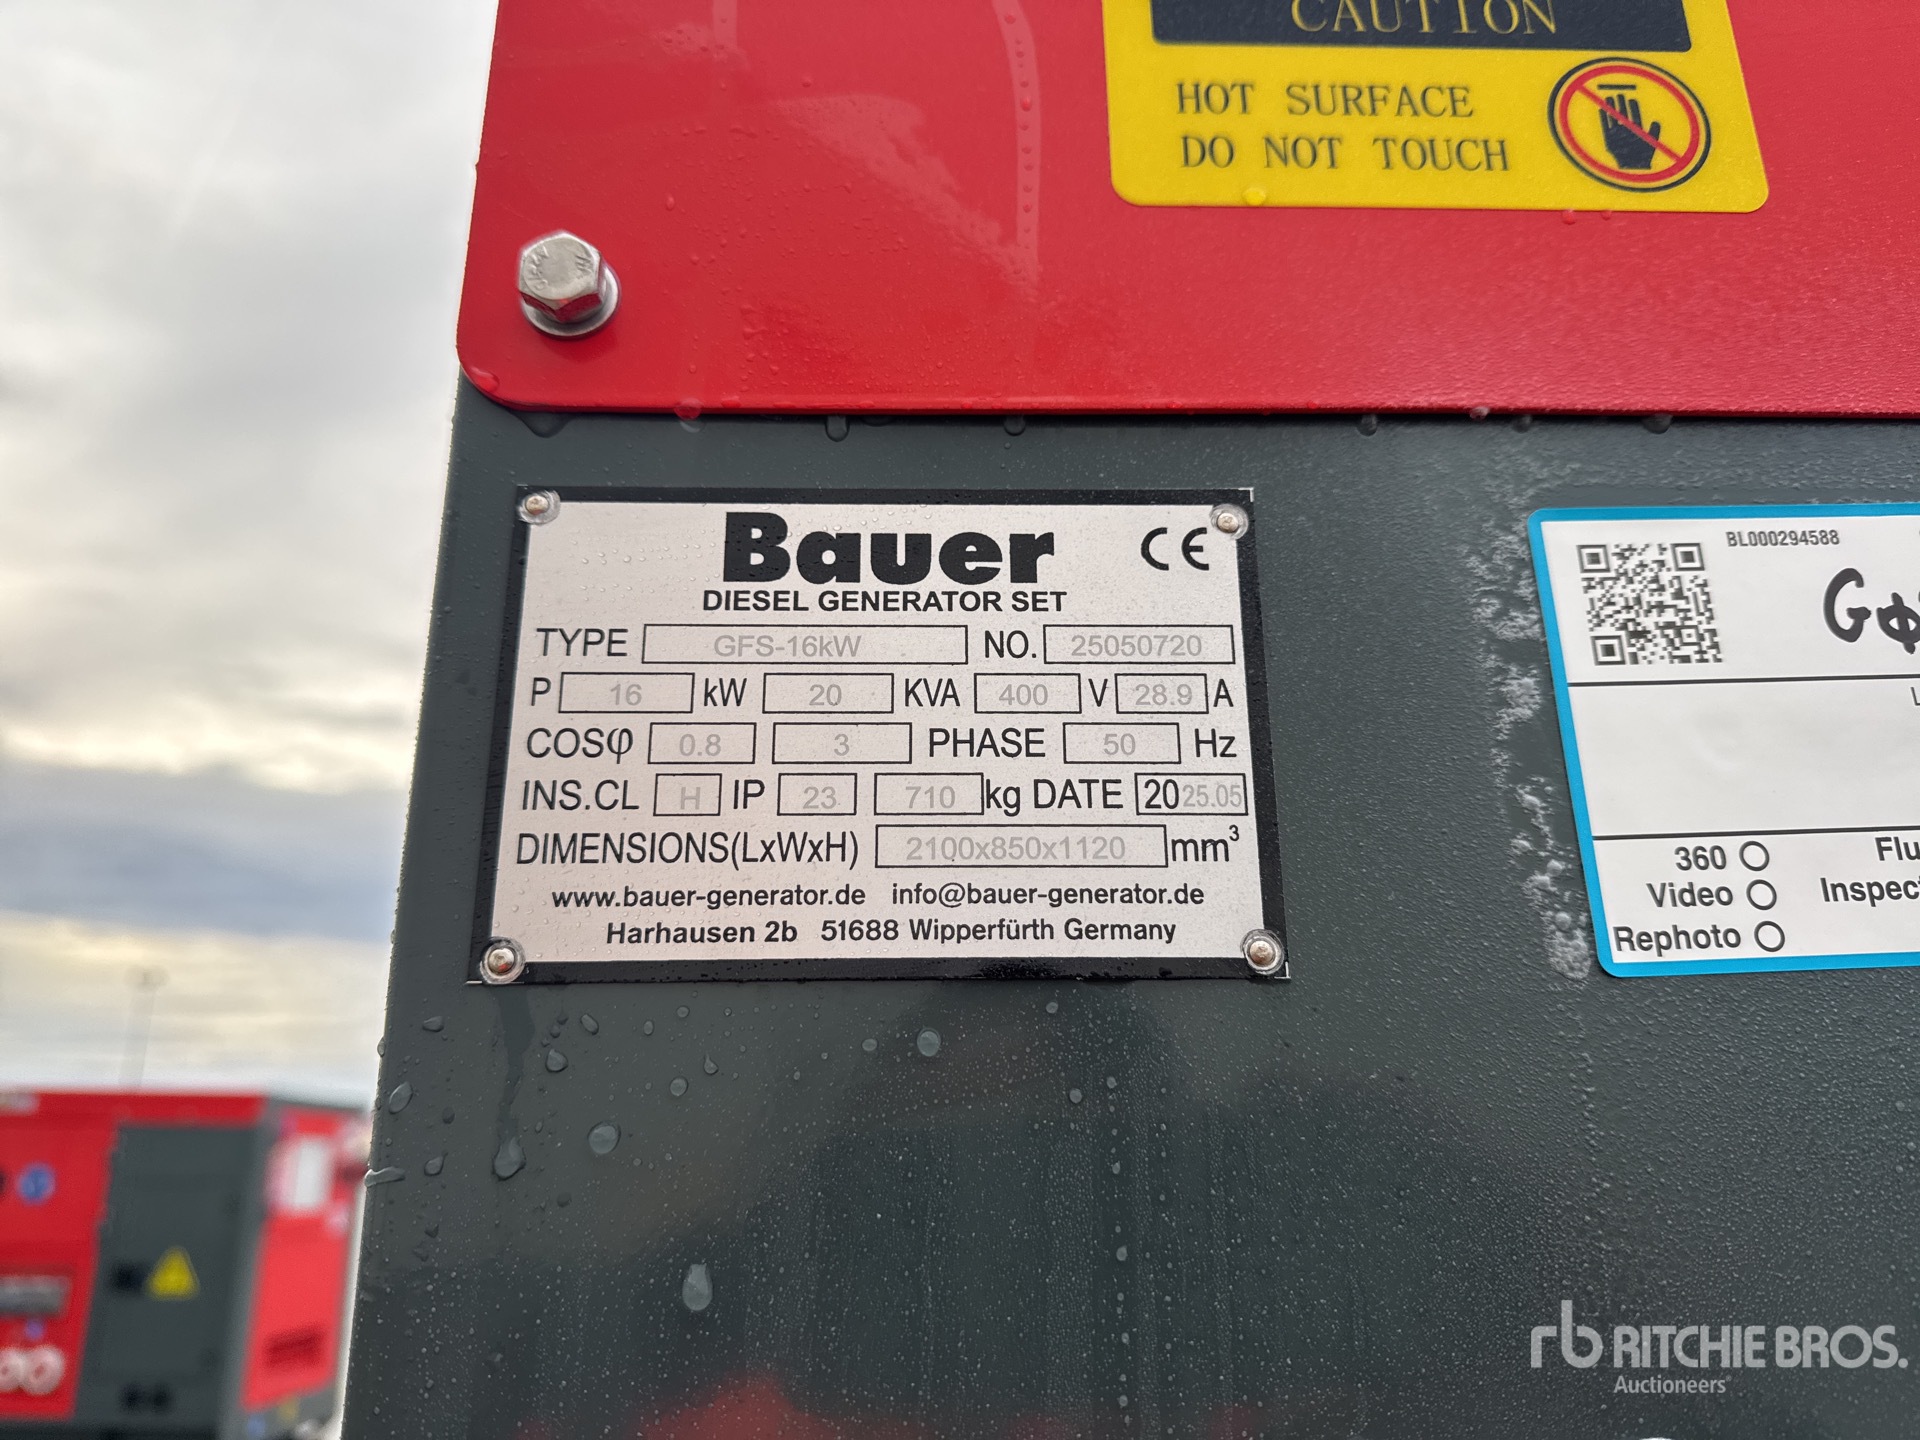 CAUTION
HOT SURFACE
DO NOT TOUCH
Bauer CE
DIESEL GENERATOR SET
TYPE GFS-16kW NO. 25050720
P 16 kW 20 KVA 400 V 28.9 A
COSφ 0.8 3 PHASE 50 Hz
INS.CL H IP 23 710 kg DATE 2025.05
DIMENSIONS(LxWxH) 2100x850x1120 mm³
www.bauer-generator.de info@bauer-generator.de
Harhausen 2b 51688 Wipperfürth Germany
BL000294588
360
Video
Rephoto
rb RITCHIE BROS.
Auctioneers